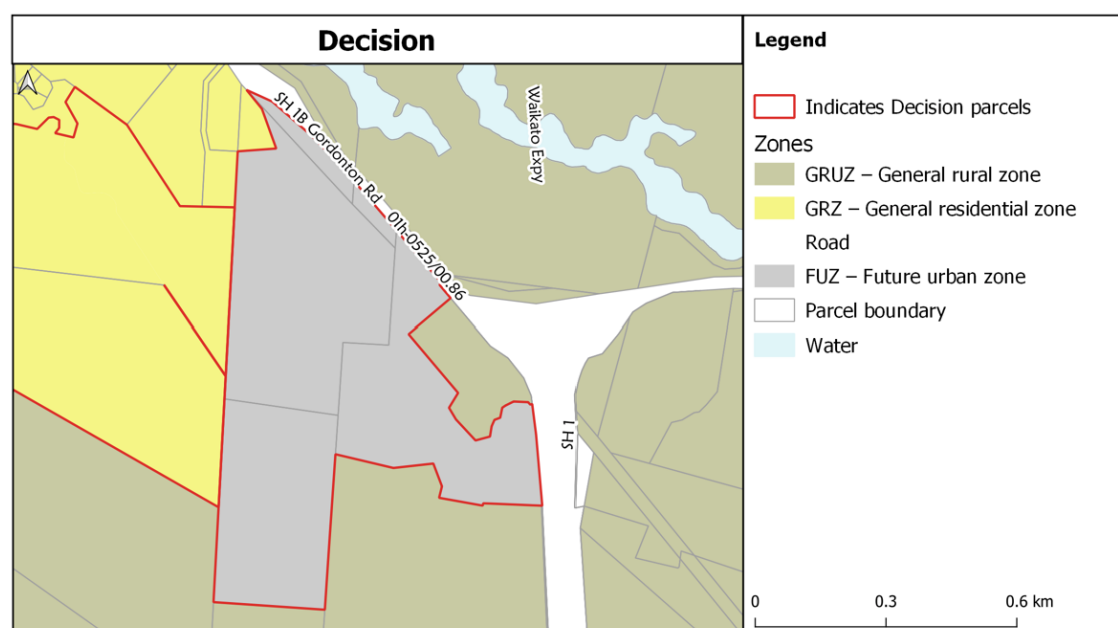 Decision
SH 1B Gordonton Rd
01h-0525/00.86
Waikato Expy
SH 1
Legend
Indicates Decision parcels
Zones
GRUZ – General rural zone
GRZ – General residential zone
Road
FUZ – Future urban zone
Parcel boundary
Water
0 0.3 0.6 km